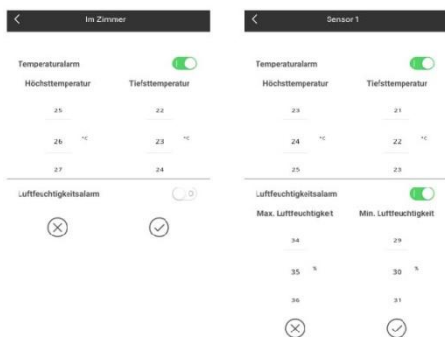 Im Zimmer
Temperaturalarm
Höchsttemperatur Tiefsttemperatur
25 22
26 °C 23 °C
27 24
Luftfeuchtigkeitsalarm
Sensor 1
Temperaturalarm
Höchsttemperatur Tiefsttemperatur
23 21
24 °C 22 °C
25 23
Luftfeuchtigkeitsalarm
Max. Luftfeuchtigkeit Min. Luftfeuchtigkeit
34 29
35 % 30 %
36 31